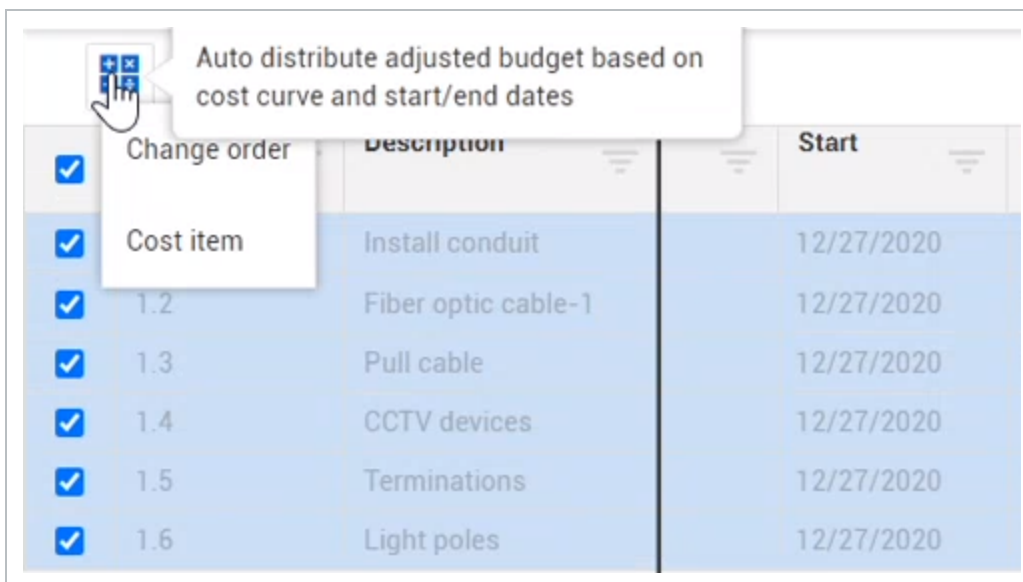 Auto distribute adjusted budget based on
cost curve and start/end dates
Change order
Description
Start
Cost item
Install conduit
12/27/2020
1.2
Fiber optic cable-1
12/27/2020
1.3
Pull cable
12/27/2020
1.4
CCTV devices
12/27/2020
1.5
Terminations
12/27/2020
1.6
Light poles
12/27/2020